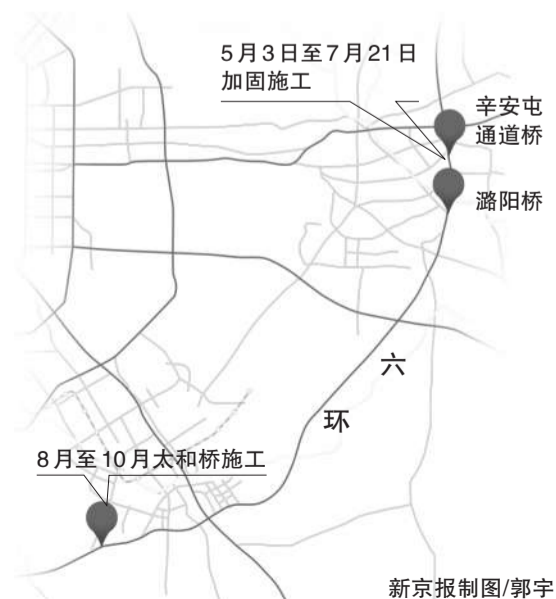 5月3日至7月21日
加固施工
辛安屯
通道桥
潞阳桥
六
环
8月至10月太和桥施工
新京报制图/郭宇